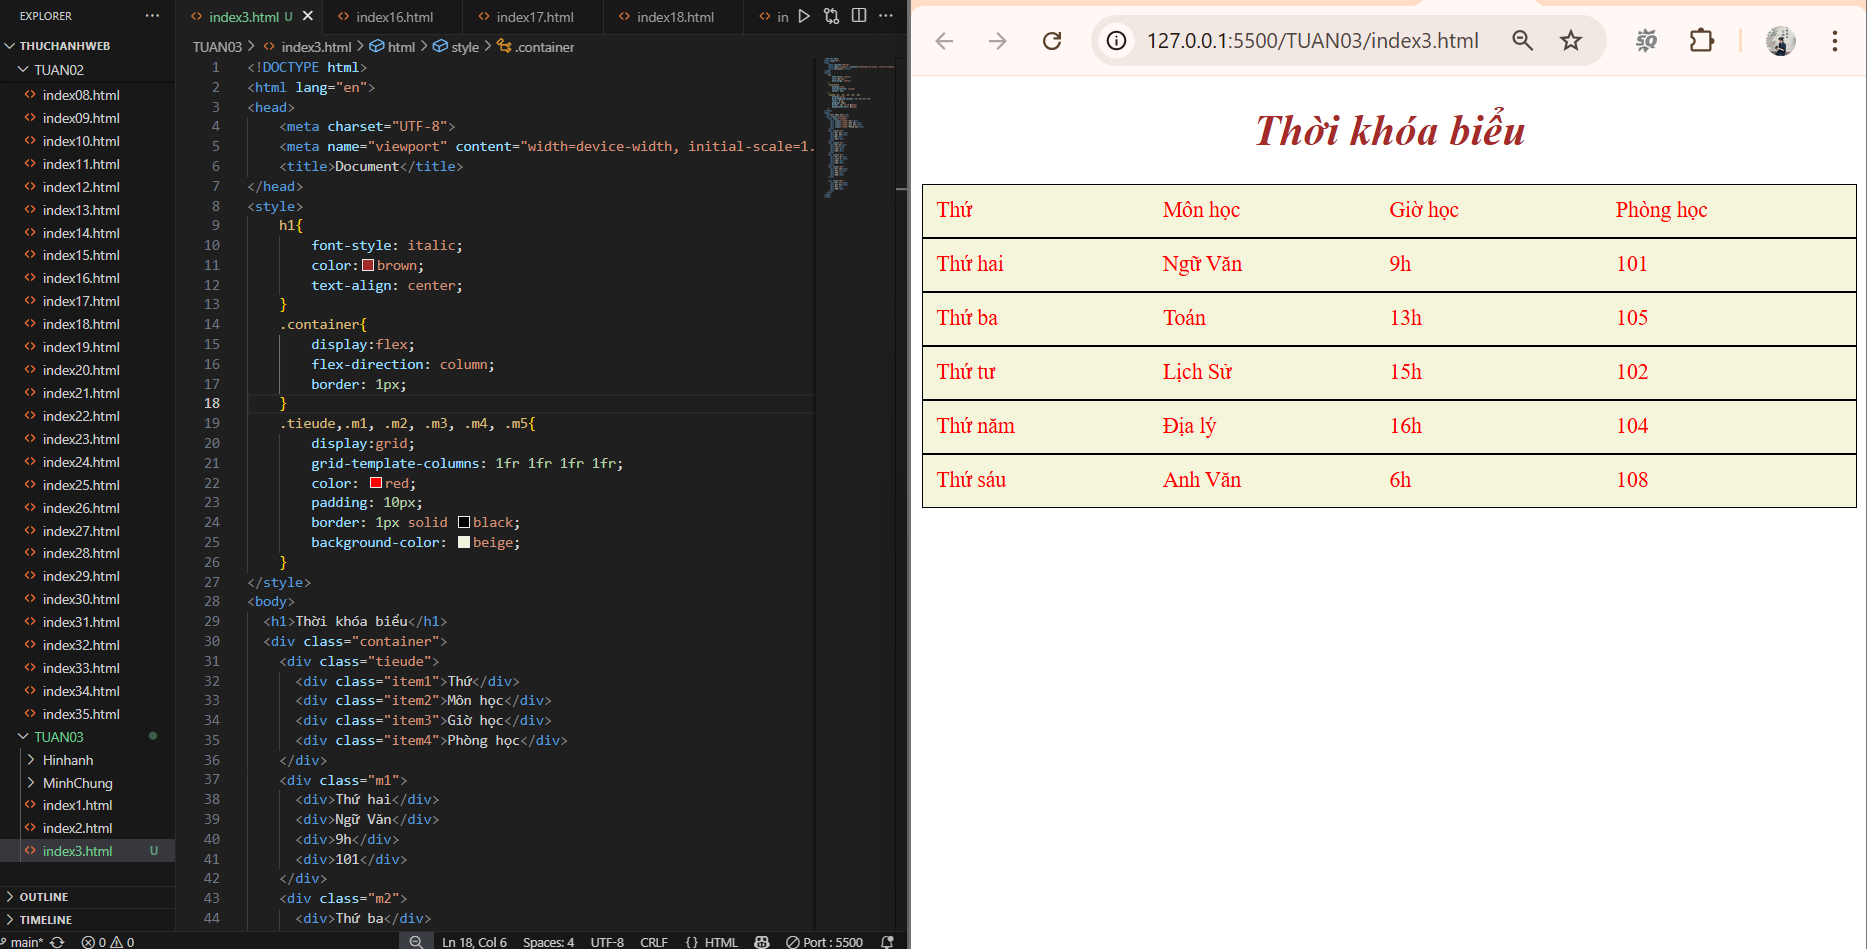 EXPLORER
THUCHANHWEB
TUAN02
index08.html
index09.html
index10.html
index11.html
index12.html
index13.html
index14.html
index15.html
index16.html
index17.html
index18.html
index19.html
index20.html
index21.html
index22.html
index23.html
index24.html
index25.html
index26.html
index27.html
index28.html
index29.html
index30.html
index31.html
index32.html
index33.html
index34.html
index35.html
TUAN03
Hinhanh
MinhChung
index1.html
index2.html
index3.html U
OUTLINE
TIMELINE
index3.html U index16.html index17.html index18.html in
TUAN03 > index3.html > html > style > .container
1 <!DOCTYPE html>
2 <html lang="en">
3 <head>
4 <meta charset="UTF-8">
5 <meta name="viewport" content="width=device-width, initial-scale=1.
6 <title>Document</title>
7 </head>
8 <style>
9 h1{
10 font-style: italic;
11 color: brown;
12 text-align: center;
13 }
14 .container{
15 display:flex;
16 flex-direction: column;
17 border: 1px;
18 }
19 .tieude,.m1, .m2, .m3, .m4, .m5{
20 display:grid;
21 grid-template-columns: 1fr 1fr 1fr 1fr;
22 color: red;
23 padding: 10px;
24 border: 1px solid black;
25 background-color: beige;
26 }
27 </style>
28 <body>
29 <h1>Thời khóa biểu</h1>
30 <div class="container">
31 <div class="tieude">
32 <div class="item1">Thứ</div>
33 <div class="item2">Môn học</div>
34 <div class="item3">Giờ học</div>
35 <div class="item4">Phòng học</div>
36 </div>
37 <div class="m1">
38 <div>Thứ hai</div>
39 <div>Ngữ Văn</div>
40 <div>9h</div>
41 <div>101</div>
42 </div>
43 <div class="m2">
44 <div>Thứ ba</div>
main* 0 0 Ln 18, Col 6 Spaces: 4 UTF-8 CRLF {} HTML Port : 5500
127.0.0.1:5500/TUAN03/index3.html
Thời khóa biểu
Thứ Môn học Giờ học Phòng học
Thứ hai Ngữ Văn 9h 101
Thứ ba Toán 13h 105
Thứ tư Lịch Sử 15h 102
Thứ năm Địa lý 16h 104
Thứ sáu Anh Văn 6h 108